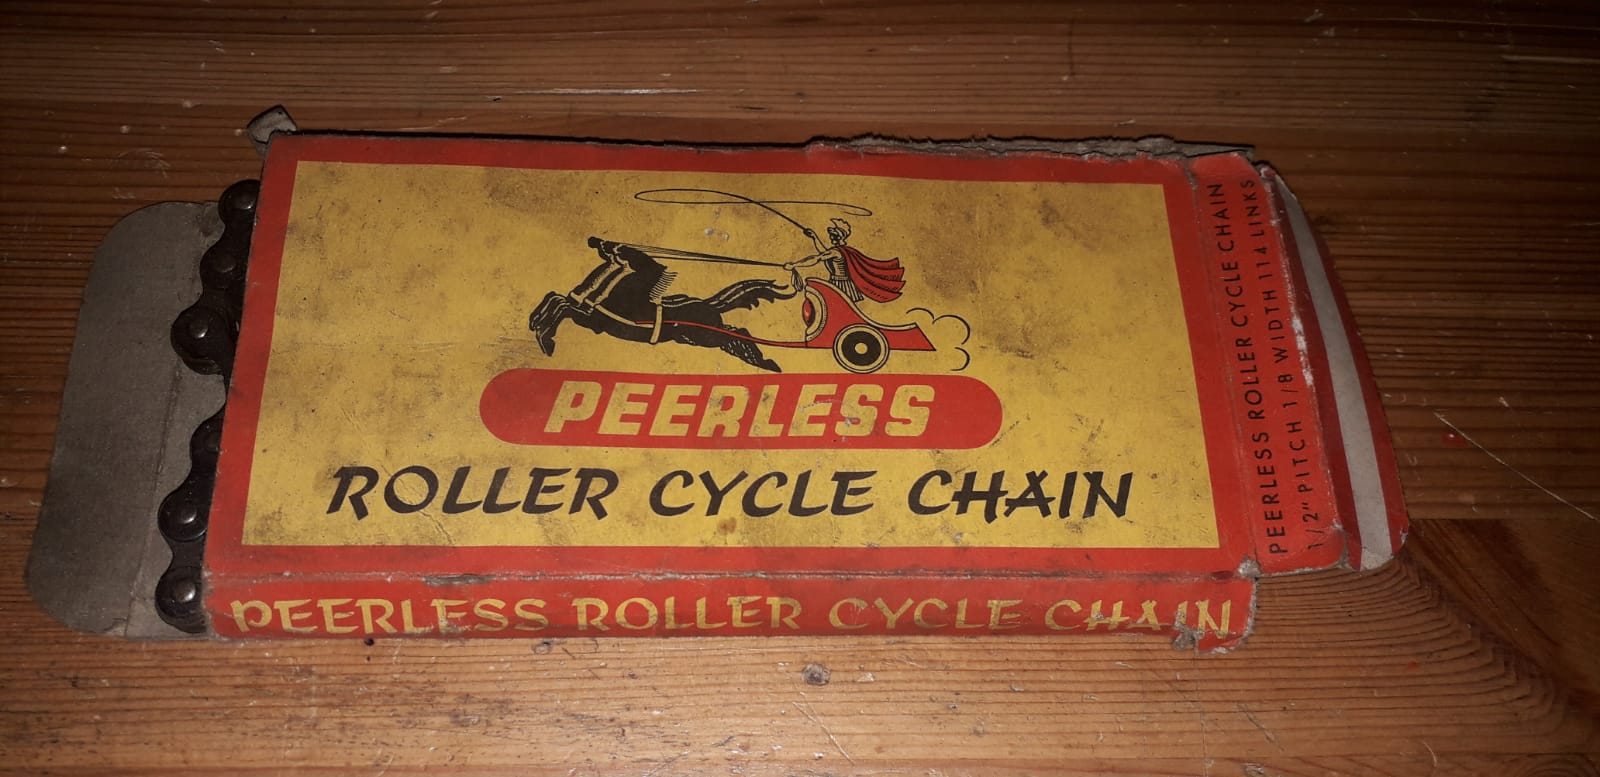 PEERLESS
ROLLER CYCLE CHAIN
PEERLESS ROLLER CYCLE CHAIN
PEERLESS ROLLER CYCLE CHAIN
1/2" PITCH 1/8 WIDTH 114 LINKS